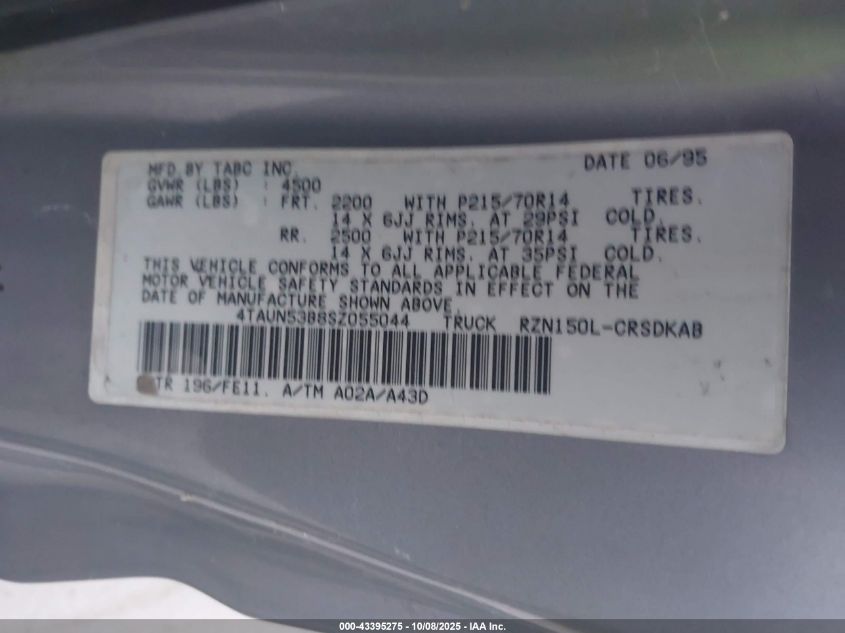 MFD.BY TABC INC. DATE 06/95
GVWR (LBS) : 4500
GAWR (LBS) : FRT. 2200 WITH P215/70R14 TIRES.
14 X 6JJ RIMS. AT 29PSI COLD.
RR. 2500 WITH P215/70R14 TIRES.
14 X 6JJ RIMS. AT 35PSI COLD.
THIS VEHICLE CONFORMS TO ALL APPLICABLE FEDERAL
MOTOR VEHICLE SAFETY STANDARDS IN EFFECT ON THE
DATE OF MANUFACTURE SHOWN ABOVE.
4TAUN53B8SZ055044 TRUCK RZN150L-CRSDKAB
TR 196/FE11. A/TM A02A/A43D
000-43395275 - 10/08/2025 - IAA Inc.